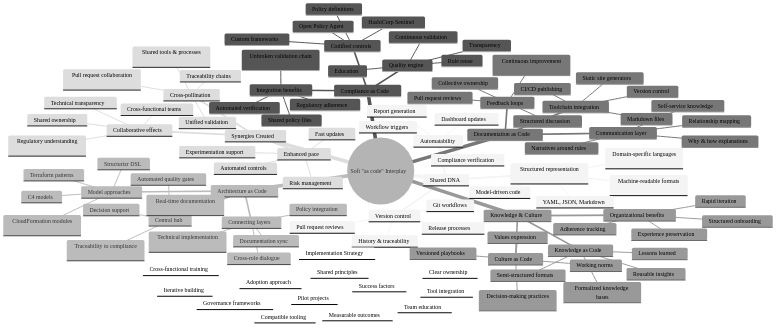 Policy definitions
Open Policy Agent
HashiCorp Sentinel
Custom frameworks
Codified controls
Continuous validation
Transparency
Shared tools & processes
Unbroken validation chain
Quality engine
Rule reuse
Continuous improvement
Pull request collaboration
Traceability chains
Education
Static site generators
Integration benefits
Compliance as Code
Collective ownership
CI/CD publishing
Version control
Cross-pollination
Technical transparency
Cross-functional teams
Automated verification
Regulatory adherence
Pull request reviews
Feedback loops
Toolchain integration
Self-service knowledge
Shared ownership
Unified validation
Shared policy files
Report generation
Dashboard updates
Structured discussion
Markdown files
Relationship mapping
Collaborative effects
Synergies Created
Fast updates
Workflow triggers
Documentation as Code
Communication layer
Regulatory understanding
Automatability
Narratives around rules
Why & how explanations
Experimentation support
Enhanced pace
Compliance verification
Domain-specific languages
Structurizr DSL
Automated controls
Soft "as code" Interplay
Structured representation
Terraform patterns
Automated quality gates
Risk management
Shared DNA
Machine-readable formats
C4 models
Model approaches
Architecture as Code
Model-driven code
Real-time documentation
Git workflows
YAML, JSON, Markdown
Rapid iteration
Decision support
Policy integration
Version control
Knowledge & Culture
Organizational benefits
CloudFormation modules
Central hub
Connecting layers
Pull request reviews
Release processes
Adherence tracking
Structured onboarding
Technical implementation
Documentation sync
History & traceability
Values expression
Experience preservation
Traceability to compliance
Cross-role dialogue
Implementation Strategy
Versioned playbooks
Culture as Code
Knowledge as Code
Lessons learned
Cross-functional training
Shared principles
Clear ownership
Semi-structured formats
Working norms
Reusable insights
Iterative building
Adoption approach
Success factors
Tool integration
Decision-making practices
Formalized knowledge
bases
Governance frameworks
Pilot projects
Team education
Compatible tooling
Measurable outcomes